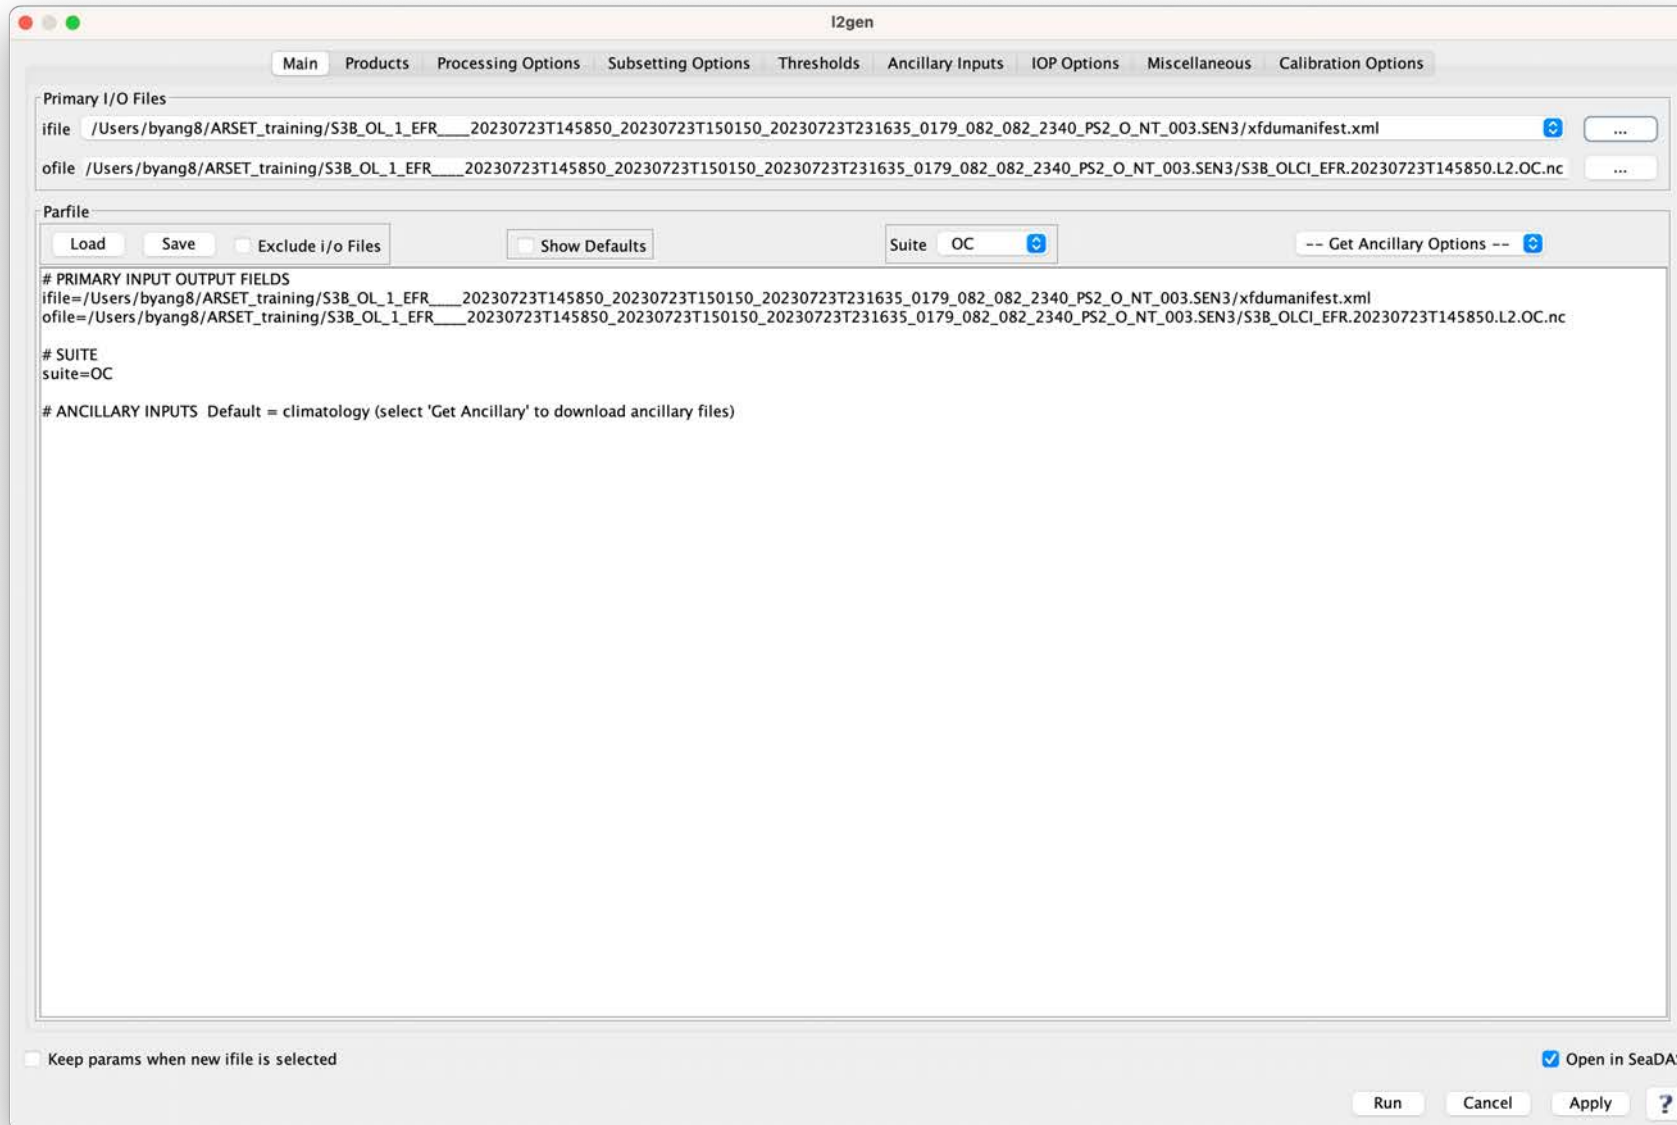 l2gen
Main Products Processing Options Subsetting Options Thresholds Ancillary Inputs IOP Options Miscellaneous Calibration Options
Primary I/O Files
ifile /Users/byang8/ARSET_training/S3B_OL_1_EFR____20230723T145850_20230723T150150_20230723T231635_0179_082_082_2340_PS2_O_NT_003.SEN3/xfdumanifest.xml ...
ofile /Users/byang8/ARSET_training/S3B_OL_1_EFR____20230723T145850_20230723T150150_20230723T231635_0179_082_082_2340_PS2_O_NT_003.SEN3/S3B_OLCI_EFR.20230723T145850.L2.OC.nc ...
Parfile
Load Save Exclude i/o Files Show Defaults Suite OC -- Get Ancillary Options --
# PRIMARY INPUT OUTPUT FIELDS
ifile=/Users/byang8/ARSET_training/S3B_OL_1_EFR____20230723T145850_20230723T150150_20230723T231635_0179_082_082_2340_PS2_O_NT_003.SEN3/xfdumanifest.xml
ofile=/Users/byang8/ARSET_training/S3B_OL_1_EFR____20230723T145850_20230723T150150_20230723T231635_0179_082_082_2340_PS2_O_NT_003.SEN3/S3B_OLCI_EFR.20230723T145850.L2.OC.nc
# SUITE
suite=OC
# ANCILLARY INPUTS Default = climatology (select 'Get Ancillary' to download ancillary files)
Keep params when new ifile is selected Open in SeaDAS
Run Cancel Apply ?